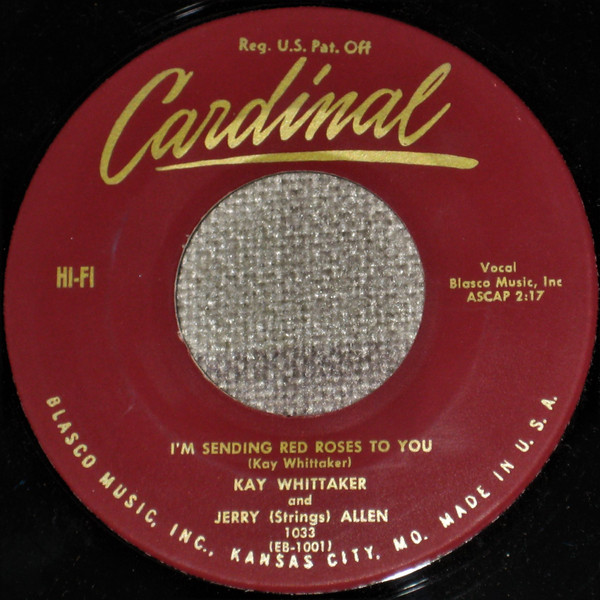 Reg. U.S. Pat. Off
Cardinal
HI-FI
Vocal
Blasco Music, Inc
ASCAP 2:17
I'M SENDING RED ROSES TO YOU
(Kay Whittaker)
KAY WHITTAKER
and
JERRY (Strings) ALLEN
1033
(EB-1001)
BLASCO MUSIC, INC., KANSAS CITY, MO. MADE IN U.S.A.